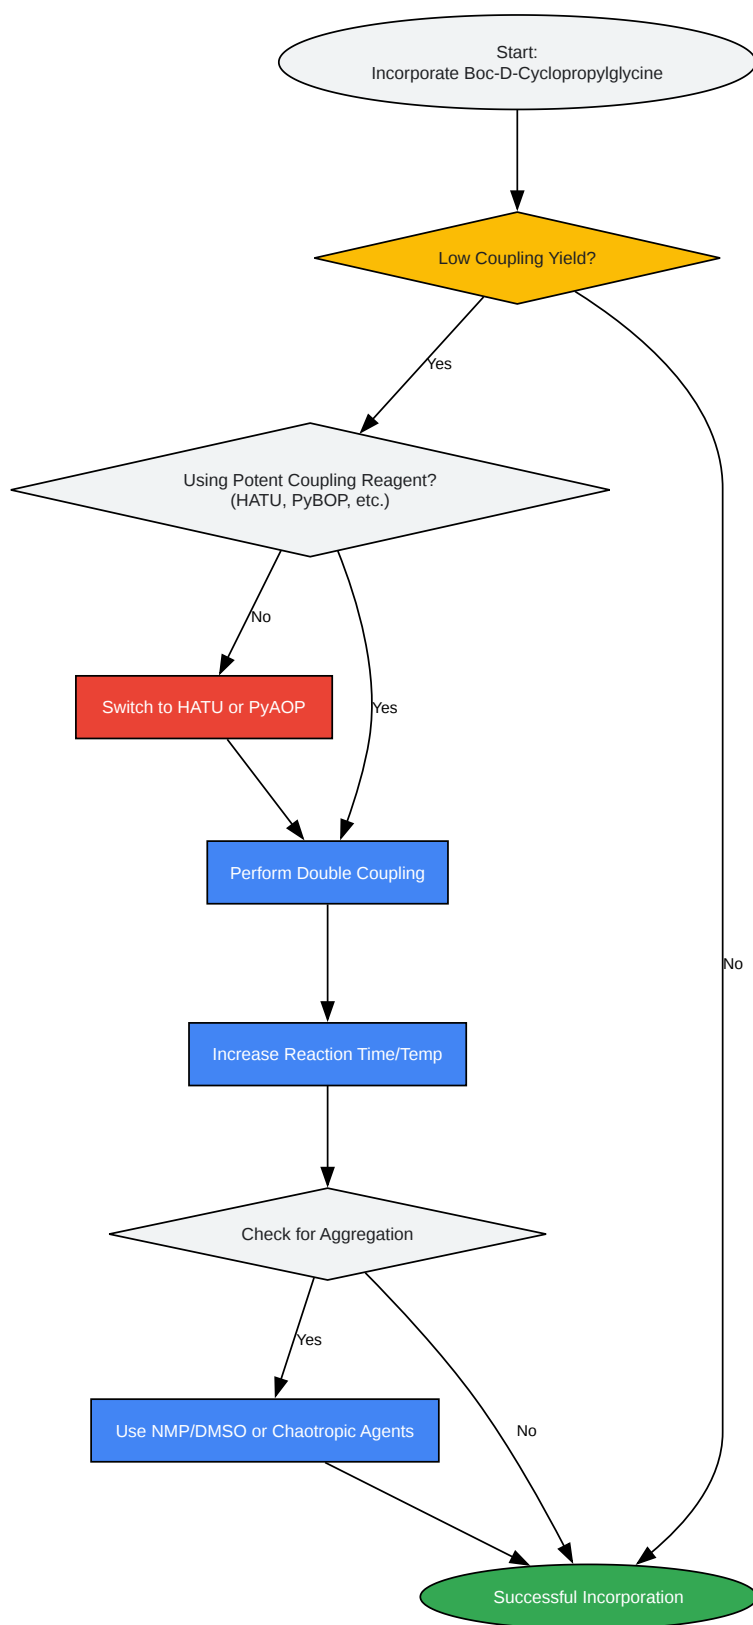 Start:
Incorporate Boc-D-Cyclopropylglycine
Low Coupling Yield?
Yes
Using Potent Coupling Reagent?
(HATU, PyBOP, etc.)
No
Switch to HATU or PyAOP
Yes
Perform Double Coupling
No
Increase Reaction Time/Temp
Check for Aggregation
Yes
Use NMP/DMSO or Chaotropic Agents
No
Successful Incorporation